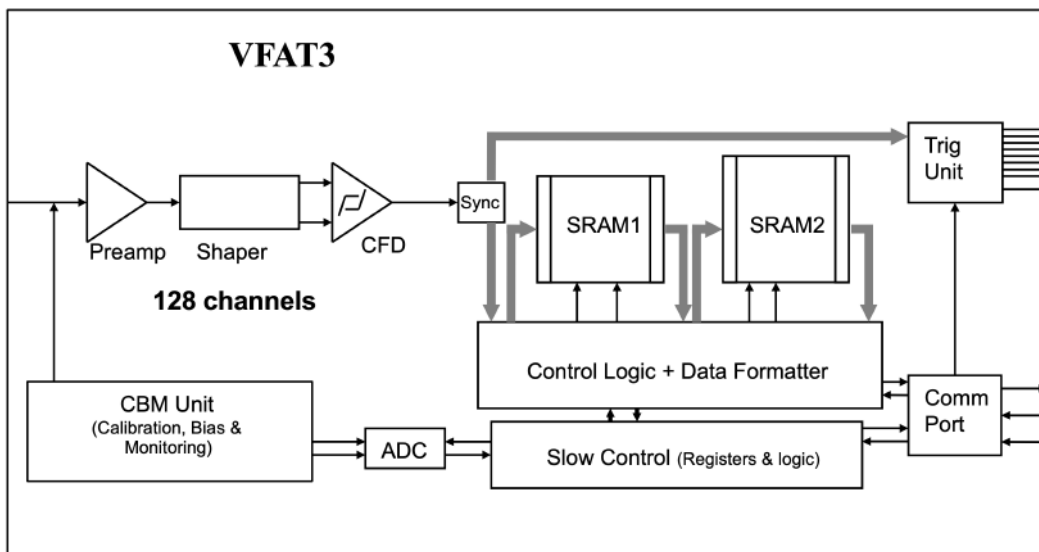 VFAT3
Trig
Unit
Sync
SRAM1
SRAM2
Preamp
Shaper
CFD
128 channels
Control Logic + Data Formatter
CBM Unit
(Calibration, Bias &
Monitoring)
ADC
Slow Control (Registers & logic)
Comm
Port